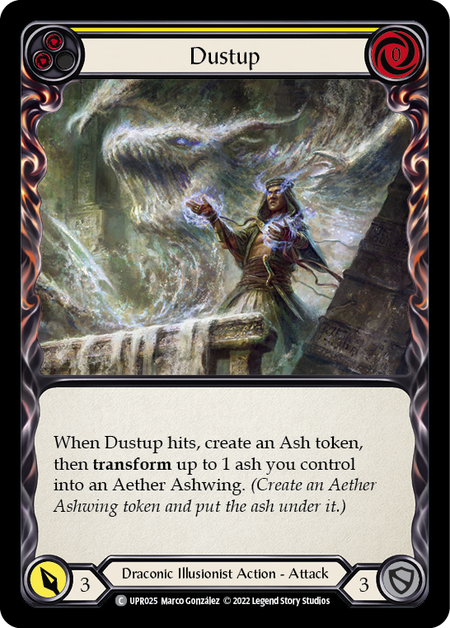 Dustup
0
When Dustup hits, create an Ash token,
then transform up to 1 ash you control
into an Aether Ashwing. (Create an Aether
Ashwing token and put the ash under it.)
3
Draconic Illusionist Action - Attack
3
C UPR025 Marco González © 2022 Legend Story Studios